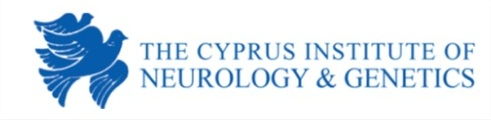 THE CYPRUS INSTITUTE OF
NEUROLOGY & GENETICS